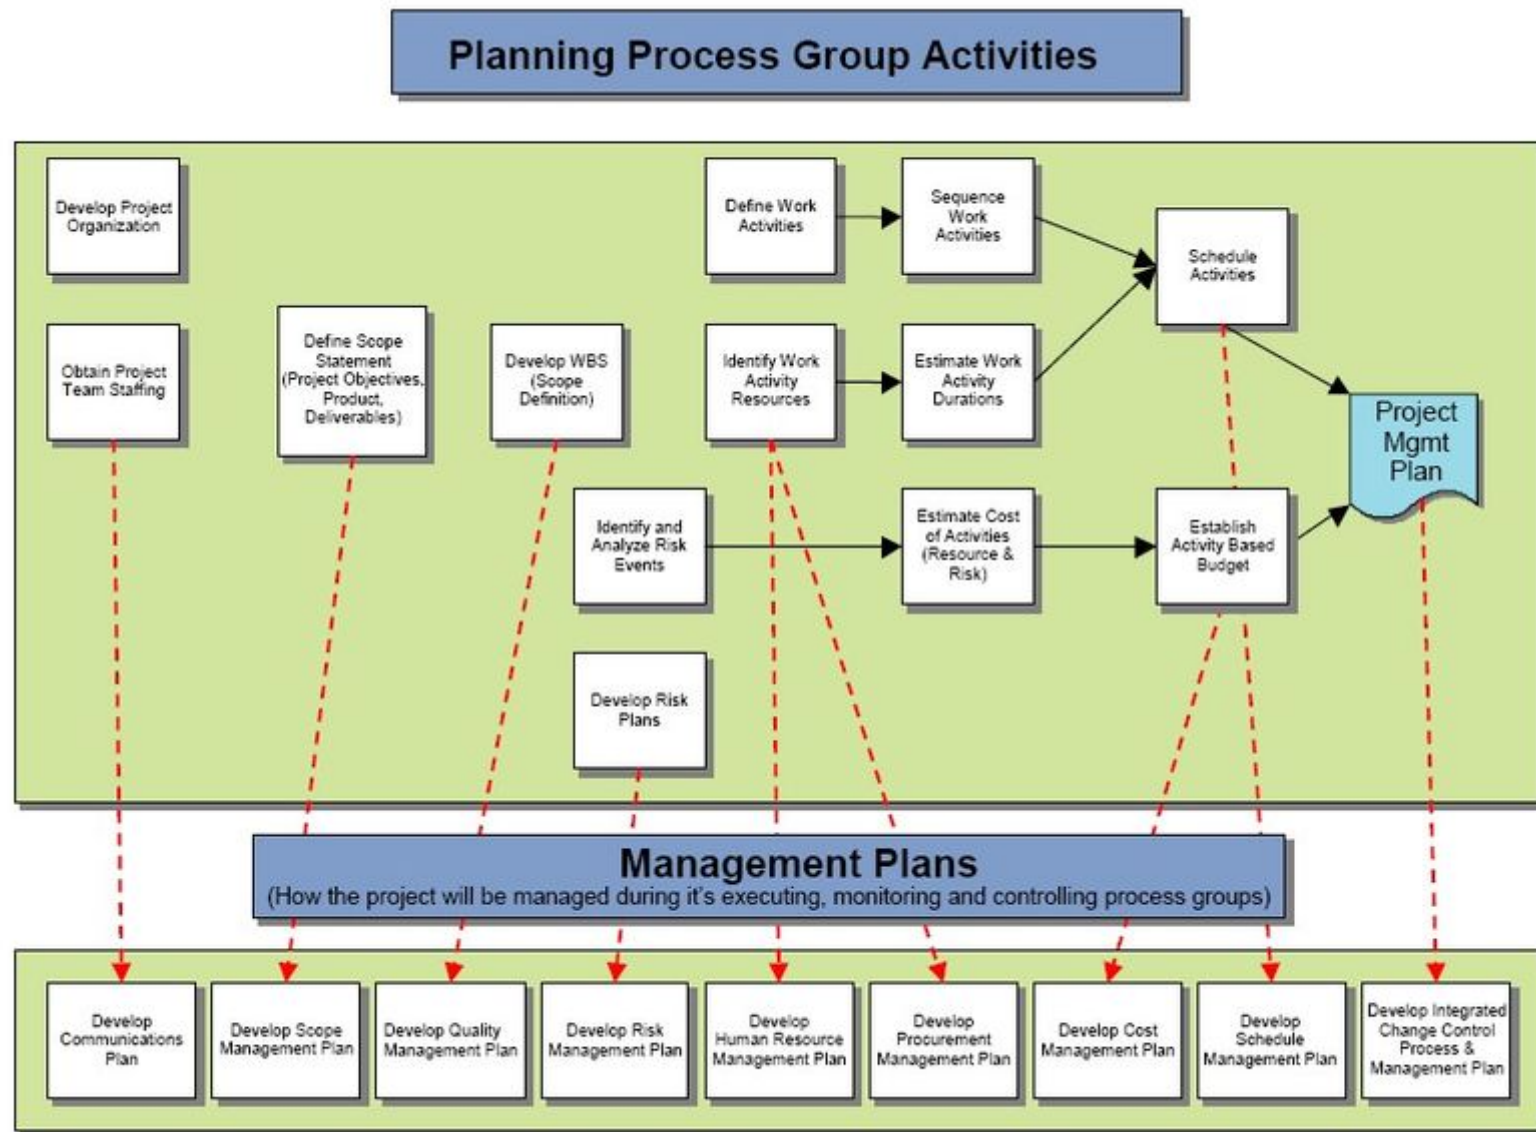 Planning Process Group Activities
Develop Project
Organization
Define Work
Activities
Sequence
Work
Activities
Schedule
Activities
Obtain Project
Team Staffing
Define Scope
Statement
(Project Objectives,
Product,
Deliverables)
Develop WBS
(Scope
Definition)
Identify Work
Activity
Resources
Estimate Work
Activity
Durations
Project
Mgmt
Plan
Identify and
Analyze Risk
Events
Estimate Cost
of Activities
(Resource &
Risk)
Establish
Activity Based
Budget
Develop Risk
Plans
Management Plans
(How the project will be managed during it's executing, monitoring and controlling process groups)
Develop
Communications
Plan
Develop Scope
Management Plan
Develop Quality
Management Plan
Develop Risk
Management Plan
Develop
Human Resource
Management Plan
Develop
Procurement
Management Plan
Develop Cost
Management Plan
Develop
Schedule
Management Plan
Develop Integrated
Change Control
Process &
Management Plan